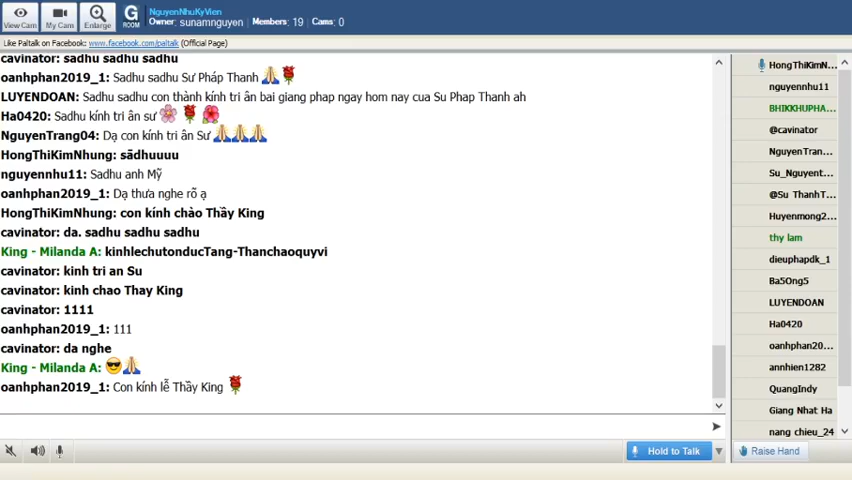 NguyenNhuKyVien
Owner: sunamnguyen Members: 19 Cams: 0
View Cam
My Cam
Enlarge
G
ROOM
Like Paltalk on Facebook: www.facebook.com/paltalk (Official Page)
cavinator: sadhu sadhu sadhu
oanhphan2019_1: Sadhu sadhu Sư Pháp Thanh 🙏🌹
LUYENDOAN: Sadhu sadhu con thành kính tri ân bai giang phap ngay hom nay cua Su Phap Thanh ah
Ha0420: Sadhu kính tri ân sư 🌸🌹🌺
NguyenTrang04: Dạ con kính tri ân Sư 🙏🙏🙏
HongThiKimNhung: sādhuuuu
nguyennhu11: Sadhu anh Mỹ
oanhphan2019_1: Dạ thưa nghe rõ ạ
HongThiKimNhung: con kính chào Thầy King
cavinator: da. sadhu sadhu sadhu
King - Milanda A: kinhlechutonducTang-Thanchaoquyvi
cavinator: kinh tri an Su
cavinator: kinh chao Thay King
cavinator: 1111
oanhphan2019_1: 111
cavinator: da nghe
King - Milanda A: 😎🙏
oanhphan2019_1: Con kính lễ Thầy King 🌹
Hold to Talk
HongThiKimN...
nguyennhu11
BHIKKHUPHA...
@cavinator
NguyenTran...
Su_Nguyent...
@Su ThanhT...
Huyenmong2...
thy lam
dieuphapdk_1
Ba5Ong5
LUYENDOAN
Ha0420
oanhphan20...
annhien1282
QuangIndy
Giang Nhat Ha
nang chieu_24
Raise Hand